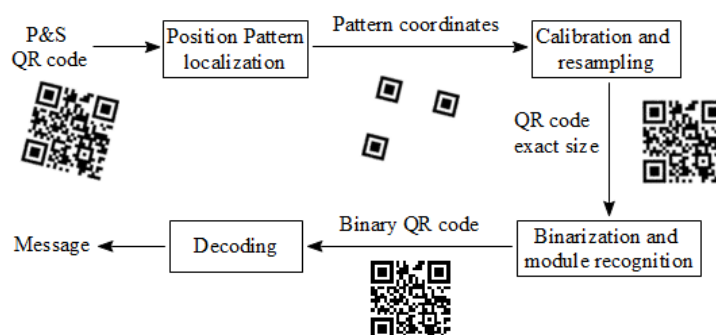 P&S
QR code
Position Pattern
localization
Pattern coordinates
Calibration and
resampling
QR code
exact size
Binarization and
module recognition
Binary QR code
Decoding
Message